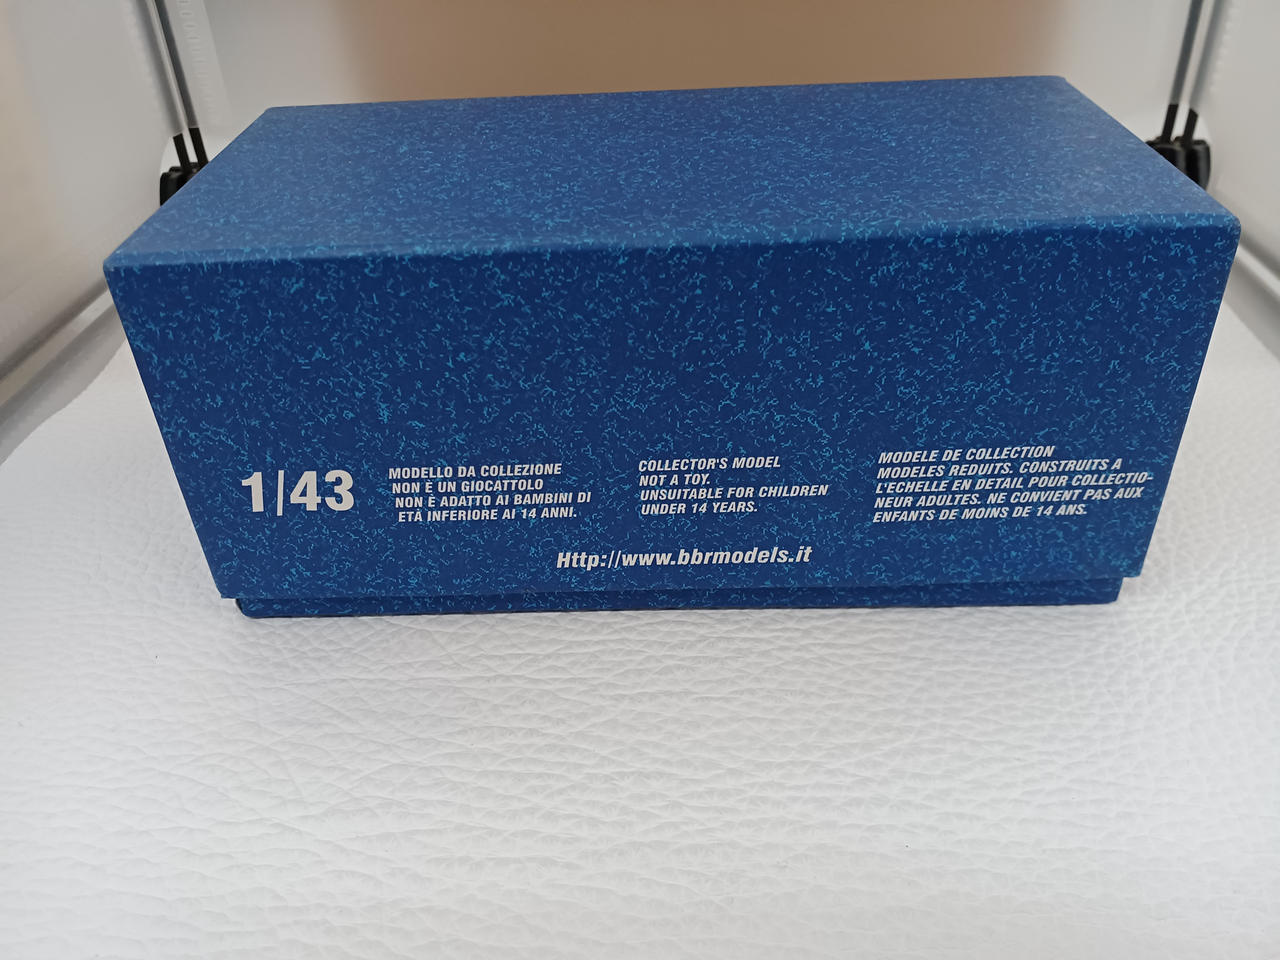 1/43
MODELLO DA COLLEZIONE
NON È UN GIOCATTOLO
NON È ADATTO AI BAMBINI DI
ETÀ INFERIORE AI 14 ANNI.
COLLECTOR'S MODEL
NOT A TOY.
UNSUITABLE FOR CHILDREN
UNDER 14 YEARS.
MODELE DE COLLECTION
MODELES REDUITS. CONSTRUITS A
L'ECHELLE EN DETAIL POUR COLLECTIO-
NEUR ADULTES. NE CONVIENT PAS AUX
ENFANTS DE MOINS DE 14 ANS.
Http://www.bbrmodels.it